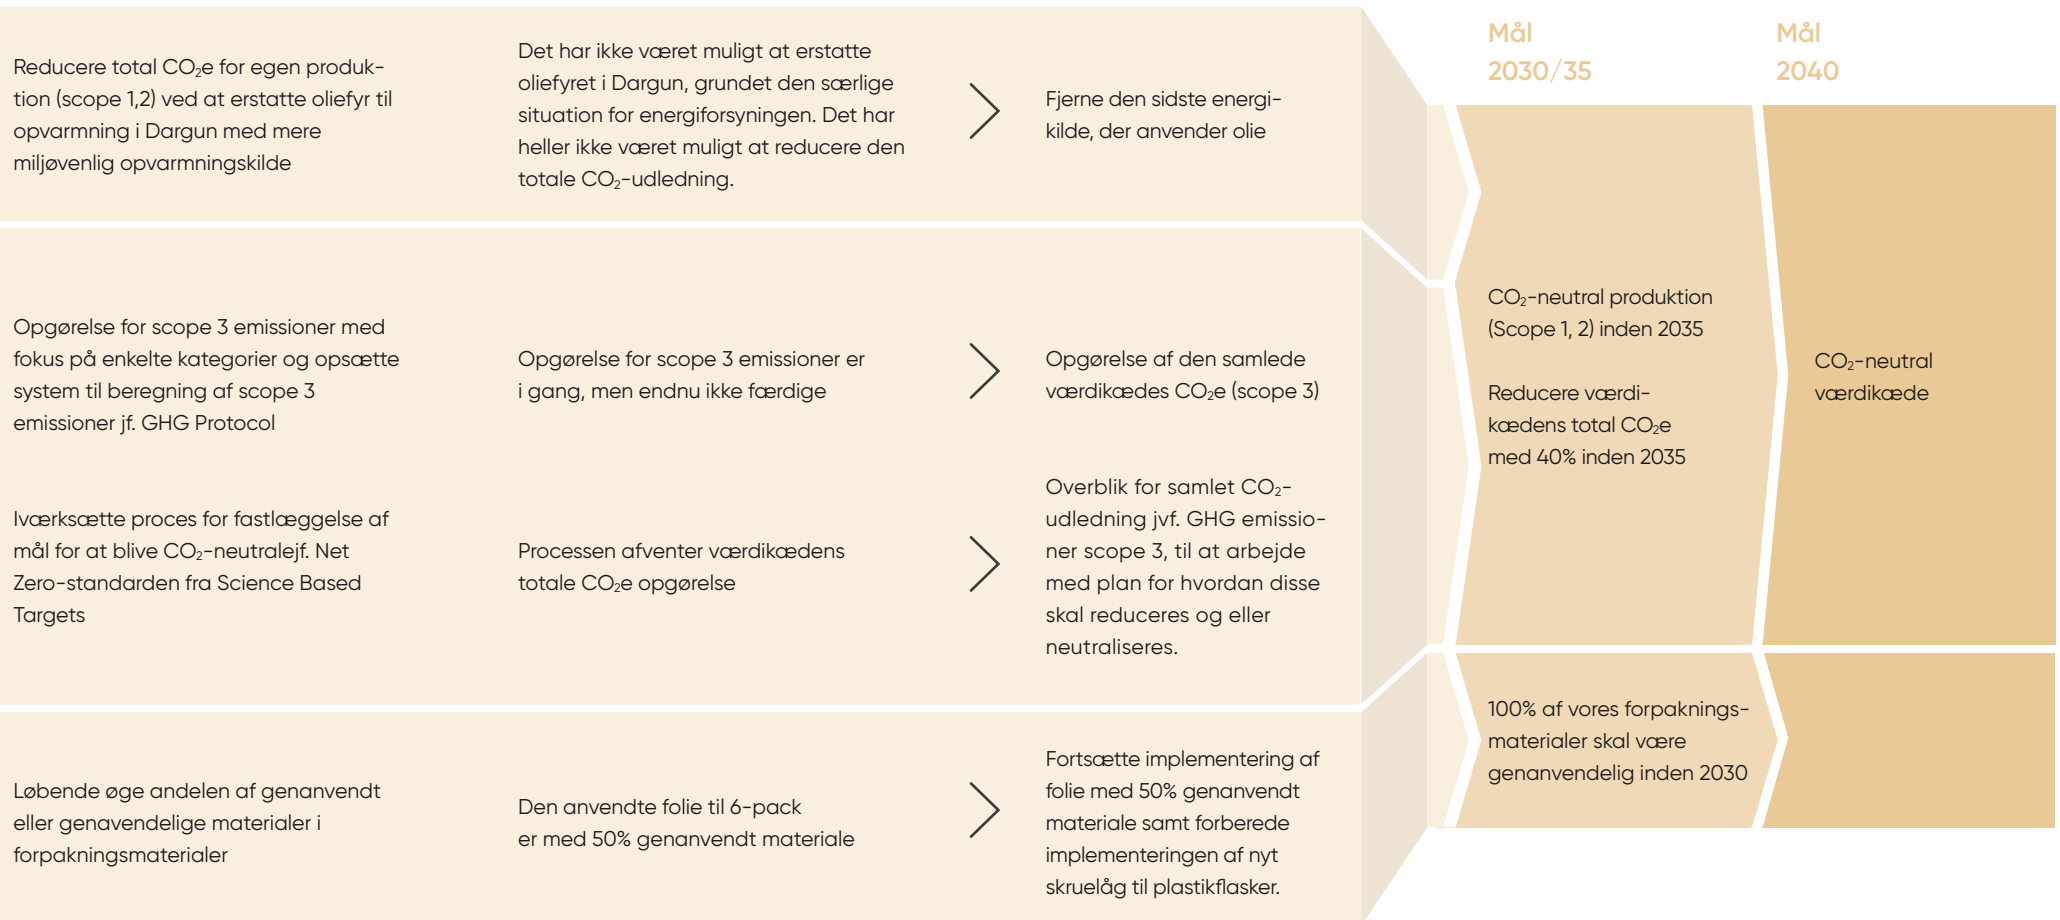 Reducere total CO₂e for egen produk-
tion (scope 1,2) ved at erstatte oliefyr til
opvarmning i Dargun med mere
miljøvenlig opvarmningskilde
Det har ikke været muligt at erstatte
oliefyret i Dargun, grundet den særlige
situation for energiforsyningen. Det har
heller ikke været muligt at reducere den
totale CO₂-udledning.
Fjerne den sidste energi-
kilde, der anvender olie
Opgørelse for scope 3 emissioner med
fokus på enkelte kategorier og opsætte
system til beregning af scope 3
emissioner jf. GHG Protocol
Opgørelse for scope 3 emissioner er
i gang, men endnu ikke færdige
Opgørelse af den samlede
værdikædes CO₂e (scope 3)
Iværksætte proces for fastlæggelse af
mål for at blive CO₂-neutralejf. Net
Zero-standarden fra Science Based
Targets
Processen afventer værdikædens
totale CO₂e opgørelse
Overblik for samlet CO₂-
udledning jvf. GHG emissio-
ner scope 3, til at arbejde
med plan for hvordan disse
skal reduceres og eller
neutraliseres.
Løbende øge andelen af genanvendt
eller genavendelige materialer i
forpakningsmaterialer
Den anvendte folie til 6-pack
er med 50% genanvendt materiale
Fortsætte implementering af
folie med 50% genanvendt
materiale samt forberede
implementeringen af nyt
skruelåg til plastikflasker.
Mål
2030/35
CO₂-neutral produktion
(Scope 1, 2) inden 2035
Reducere værdi-
kædens total CO₂e
med 40% inden 2035
100% af vores forpaknings-
materialer skal være
genanvendelig inden 2030
Mål
2040
CO₂-neutral
værdikæde